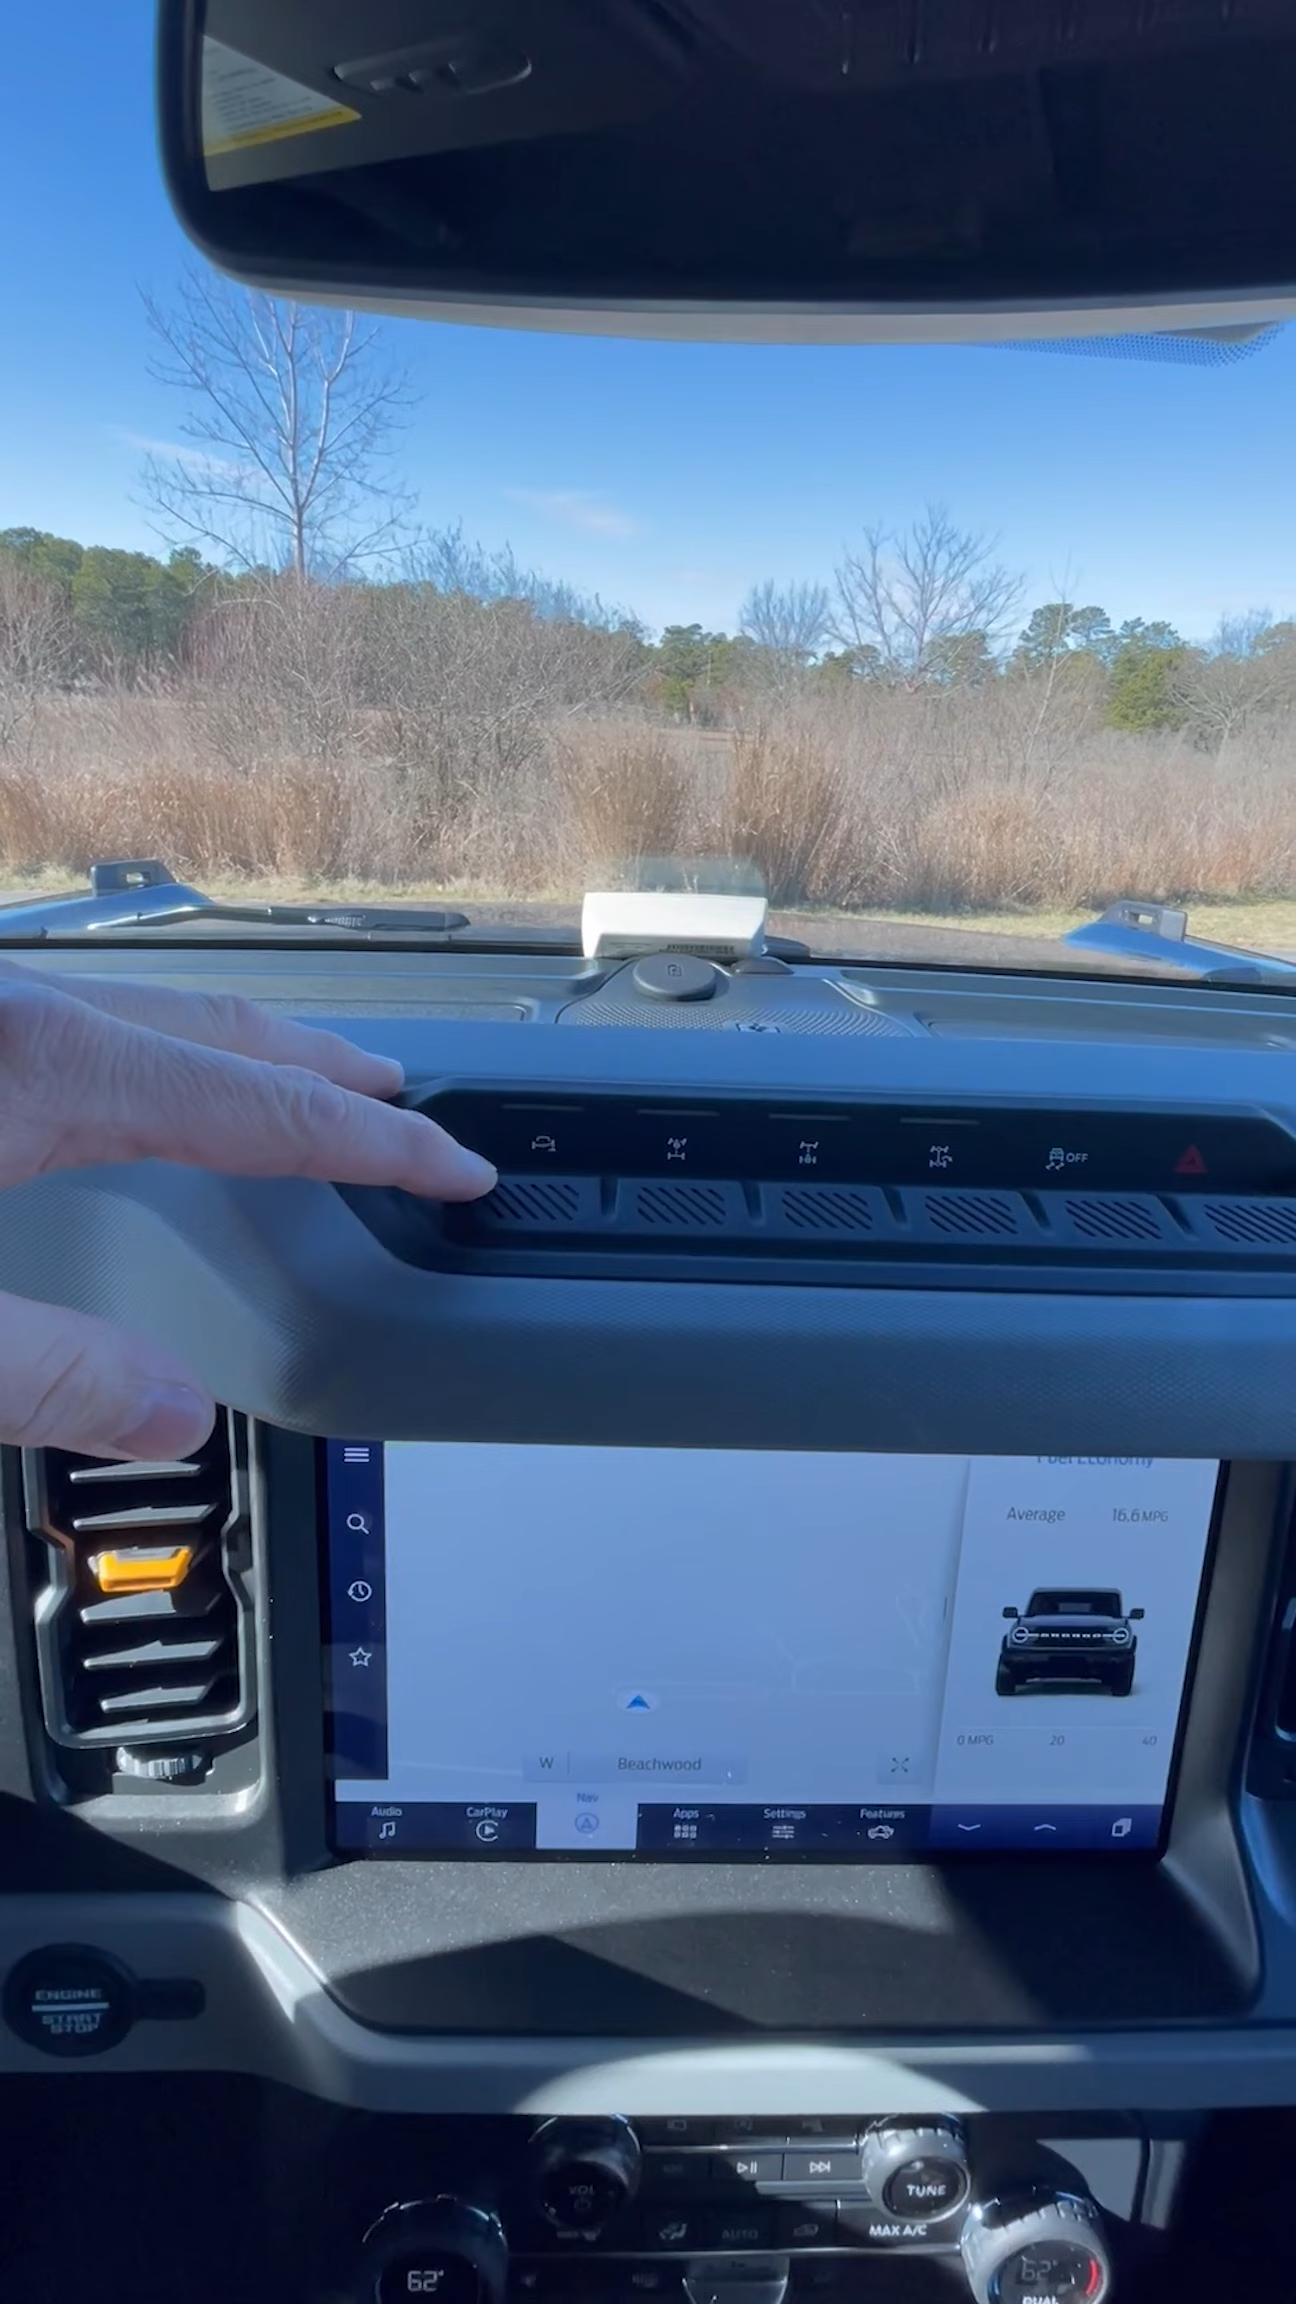 OFF
Fuel Economy
Average 16.6 MPG
BRONCO
0 MPG 20 40
W Beachwood
Nav
Audio CarPlay Apps Settings Features
ENGINE
START
STOP
VOL
TUNE
AUTO MAX A/C
62°
62°
DUAL